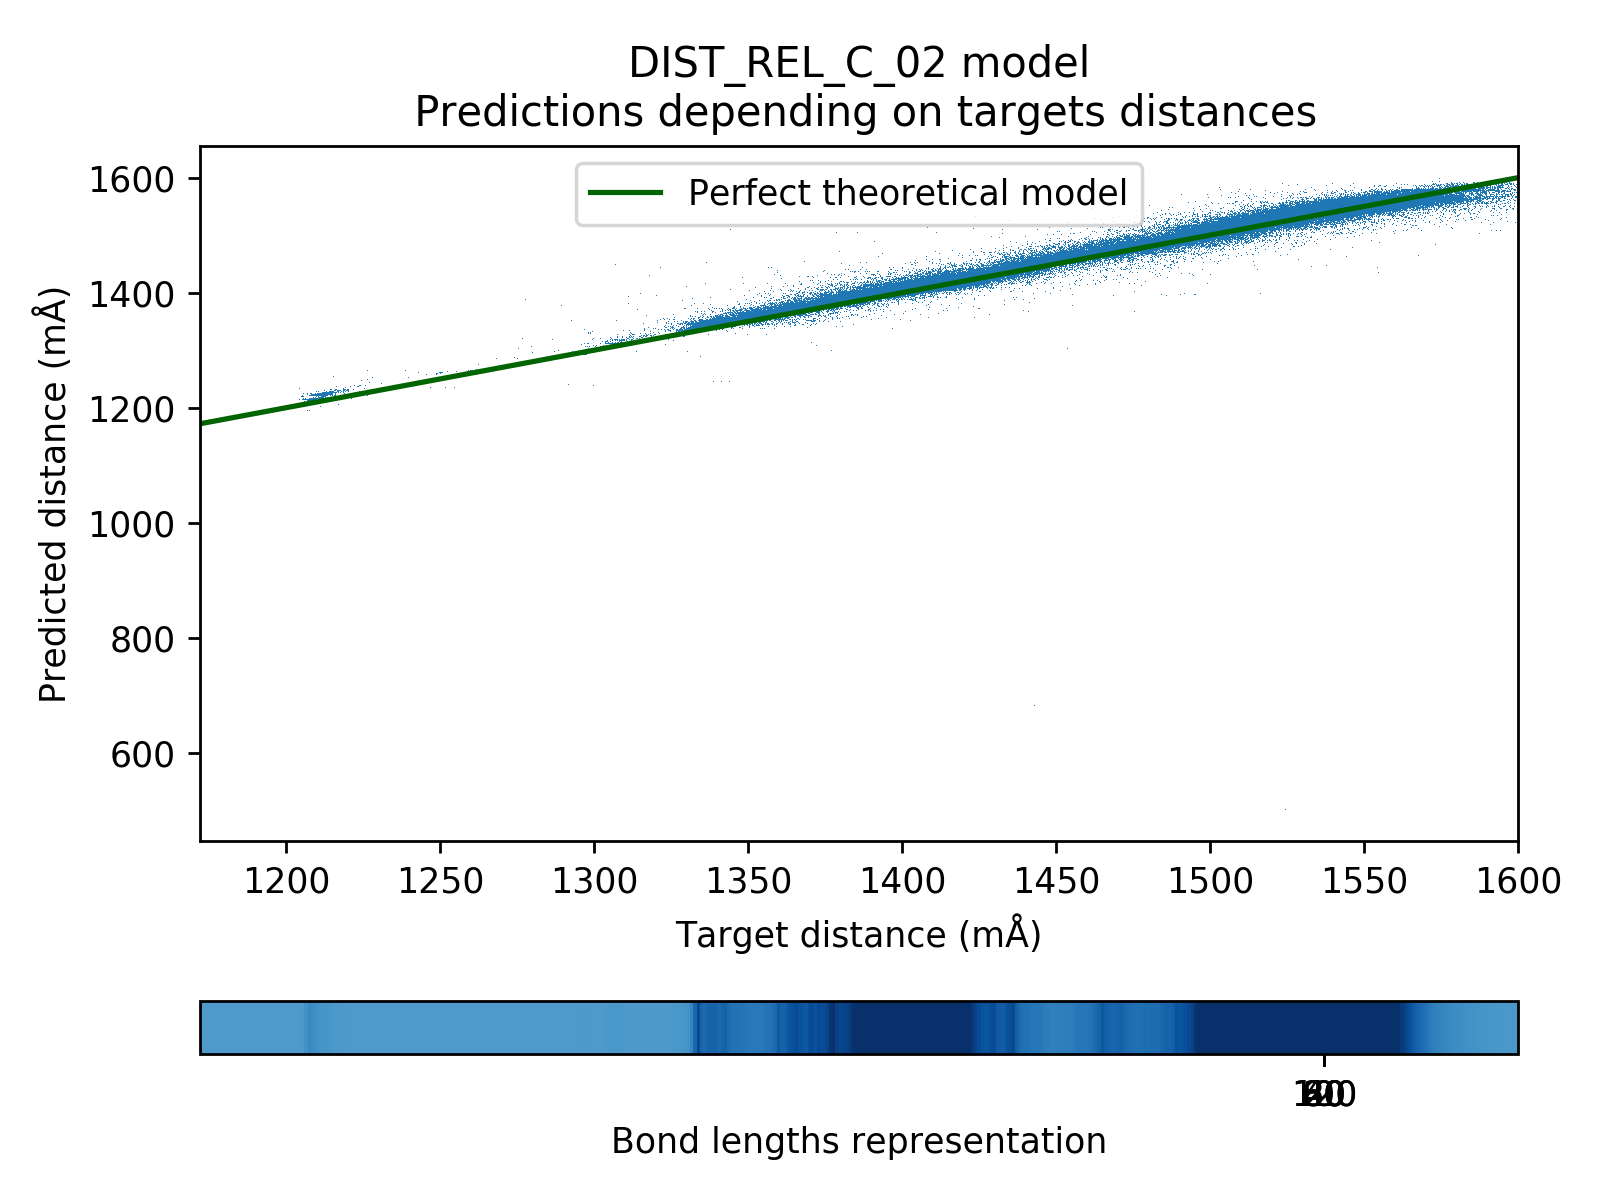 DIST_REL_C_02 model
Predictions depending on targets distances
Perfect theoretical model
Predicted distance (mÅ)
1600
1400
1200
1000
800
600
1200 1250 1300 1350 1400 1450 1500 1550 1600
Target distance (mÅ)
Bond lengths representation